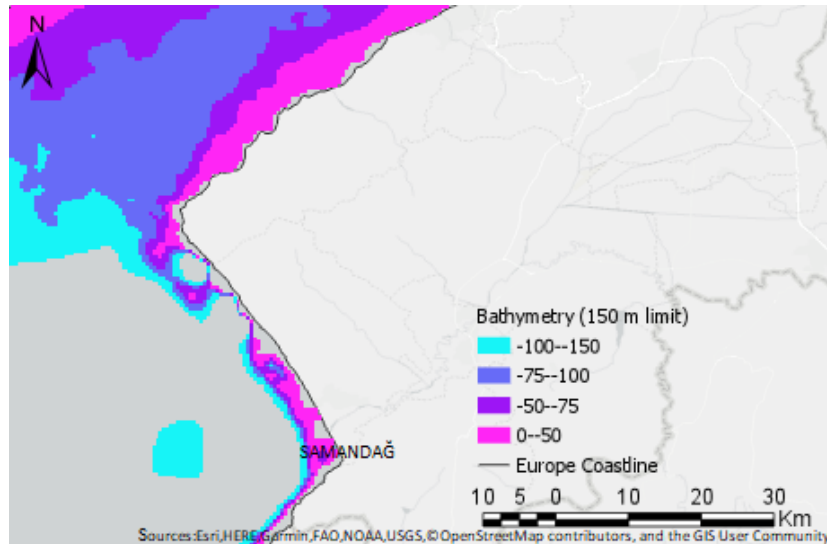 N
Bathymetry (150 m limit)
-100--150
-75--100
-50--75
0--50
Europe Coastline
SAMANDAĞ
10 5 0 10 20 30
Km
Sources:Esri,HERE,Garmin,FAO,NOAA,USGS,©OpenStreetMap contributors, and the GIS User Community